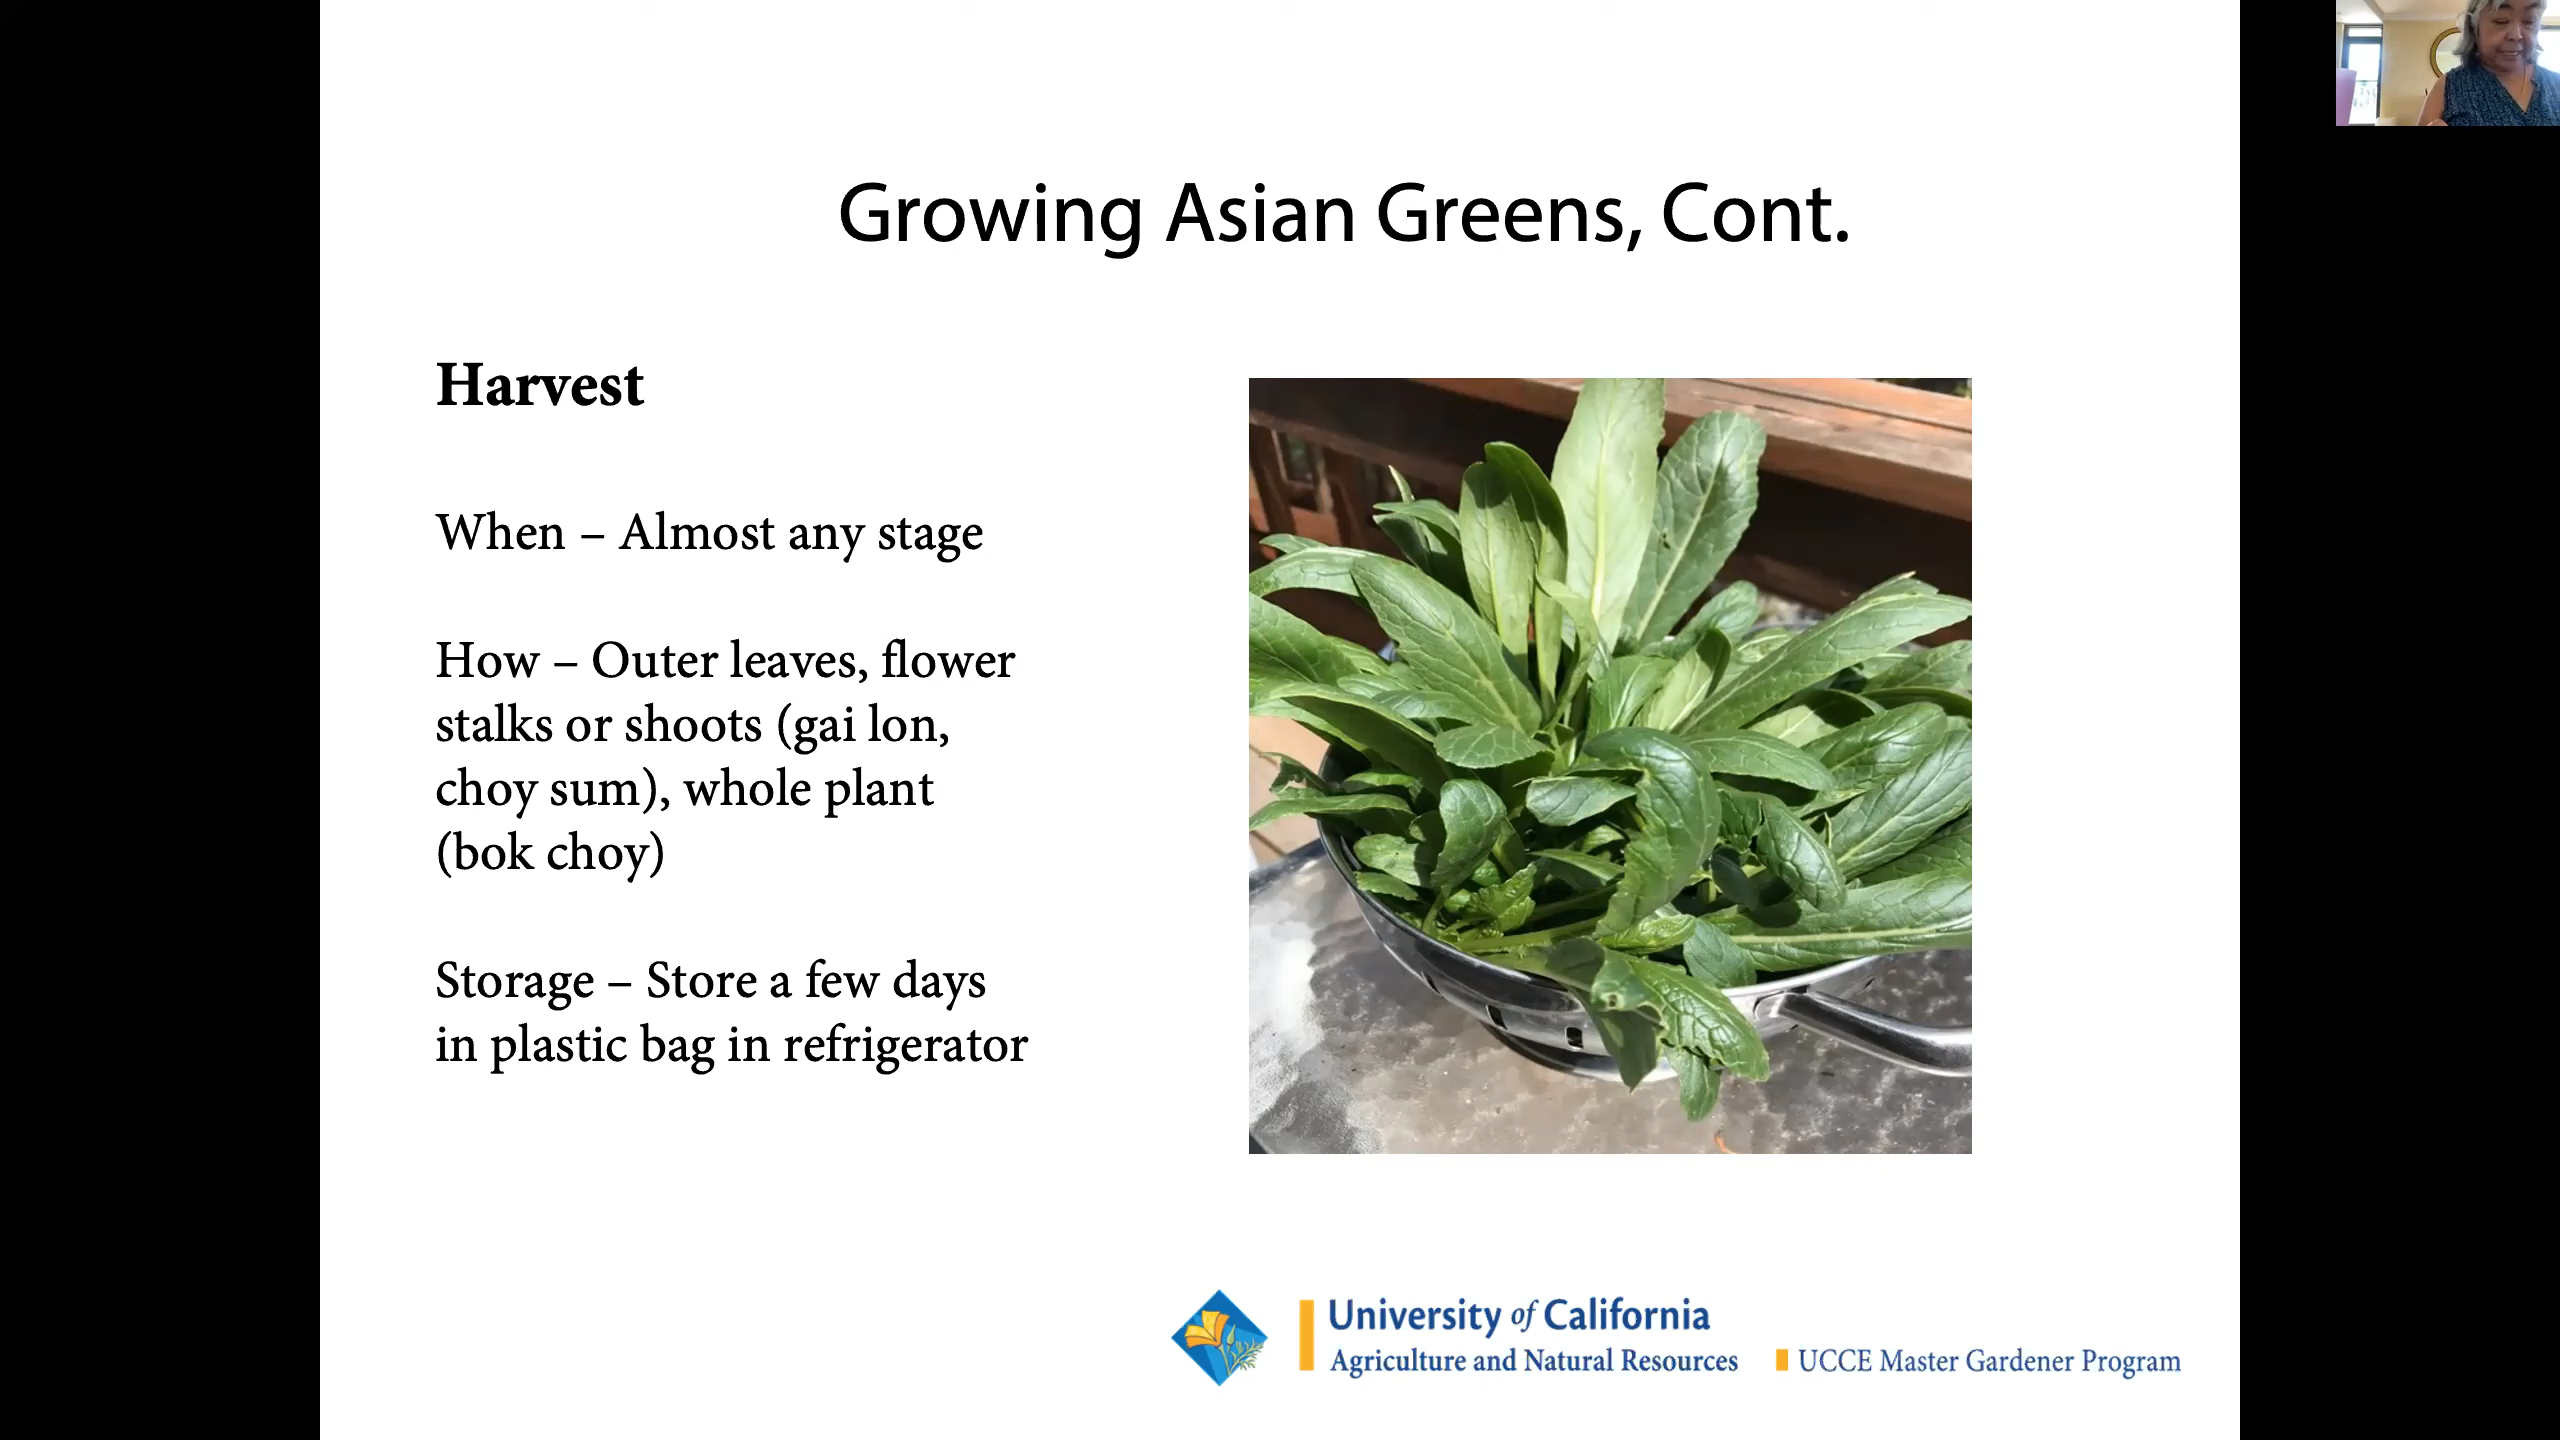 Growing Asian Greens, Cont.
Harvest
When – Almost any stage
How – Outer leaves, flower
stalks or shoots (gai lon,
choy sum), whole plant
(bok choy)
Storage – Store a few days
in plastic bag in refrigerator
University of California
Agriculture and Natural Resources
UCCE Master Gardener Program